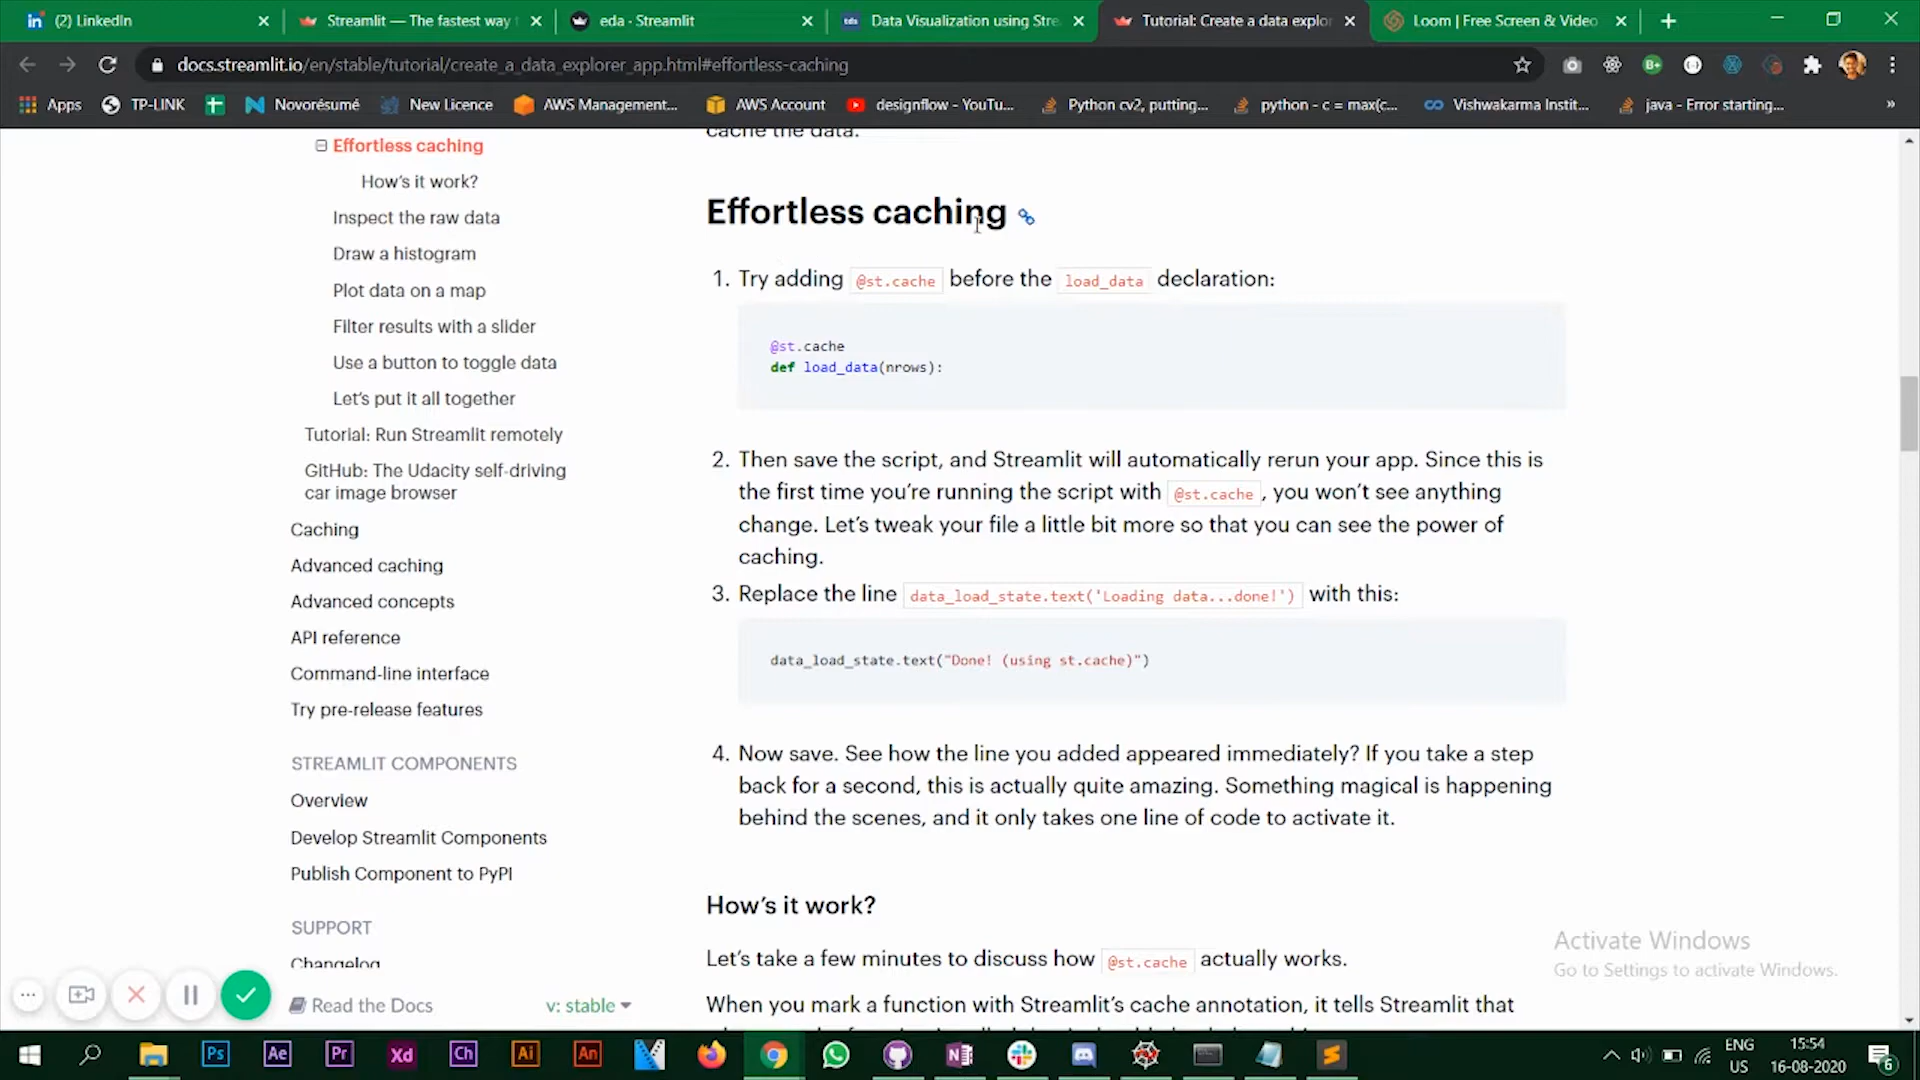 (2) LinkedIn
Streamlit — The fastest way t
eda · Streamlit
Data Visualization using Stre
Tutorial: Create a data explor
Loom | Free Screen & Video
docs.streamlit.io/en/stable/tutorial/create_a_data_explorer_app.html#effortless-caching
Apps
TP-LINK
Novorésumé
New Licence
AWS Management...
AWS Account
designflow - YouTu...
Python cv2, putting...
python - c = max(c...
Vishwakarma Instit...
java - Error starting...
»
cache the data.
Effortless caching
How's it work?
Inspect the raw data
Draw a histogram
Plot data on a map
Filter results with a slider
Use a button to toggle data
Let's put it all together
Tutorial: Run Streamlit remotely
GitHub: The Udacity self-driving
car image browser
Caching
Advanced caching
Advanced concepts
API reference
Command-line interface
Try pre-release features
STREAMLIT COMPONENTS
Overview
Develop Streamlit Components
Publish Component to PyPI
SUPPORT
Changelog
Read the Docs
v: stable
Effortless caching
1. Try adding @st.cache before the load_data declaration:
@st.cache
def load_data(nrows):
2. Then save the script, and Streamlit will automatically rerun your app. Since this is
the first time you're running the script with @st.cache , you won't see anything
change. Let's tweak your file a little bit more so that you can see the power of
caching.
3. Replace the line data_load_state.text('Loading data...done!') with this:
data_load_state.text("Done! (using st.cache)")
4. Now save. See how the line you added appeared immediately? If you take a step
back for a second, this is actually quite amazing. Something magical is happening
behind the scenes, and it only takes one line of code to activate it.
How's it work?
Let's take a few minutes to discuss how @st.cache actually works.
When you mark a function with Streamlit's cache annotation, it tells Streamlit that
Activate Windows
Go to Settings to activate Windows.
Ps
Ae
Pr
Xd
Ch
Ai
An
ENG
US
15:54
16-08-2020
6